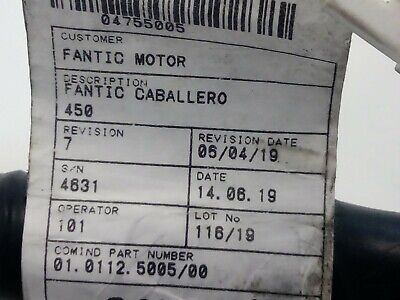 04755005
CUSTOMER
FANTIC MOTOR
DESCRIPTION
FANTIC CABALLERO
450
REVISION
7
REVISION DATE
06/04/19
S/N
4631
DATE
14.06.19
OPERATOR
101
LOT No
116/19
COMIND PART NUMBER
01.0112.5005/00